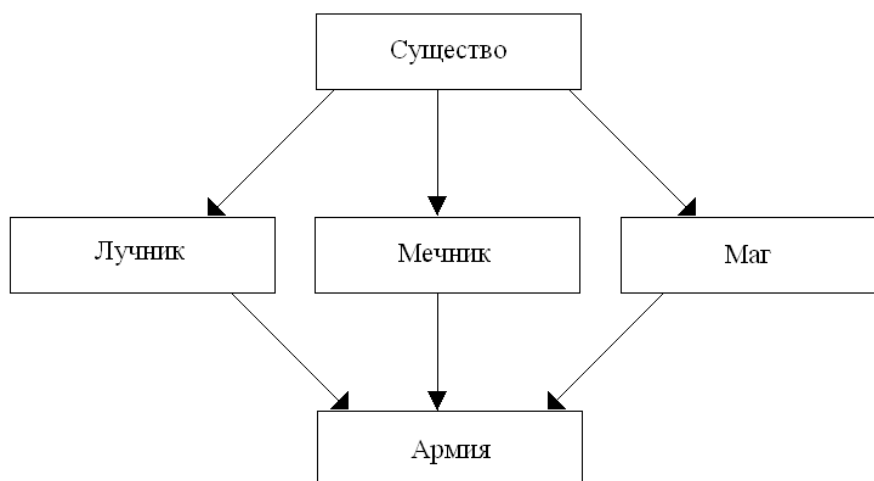 Существо
Лучник
Мечник
Маг
Армия